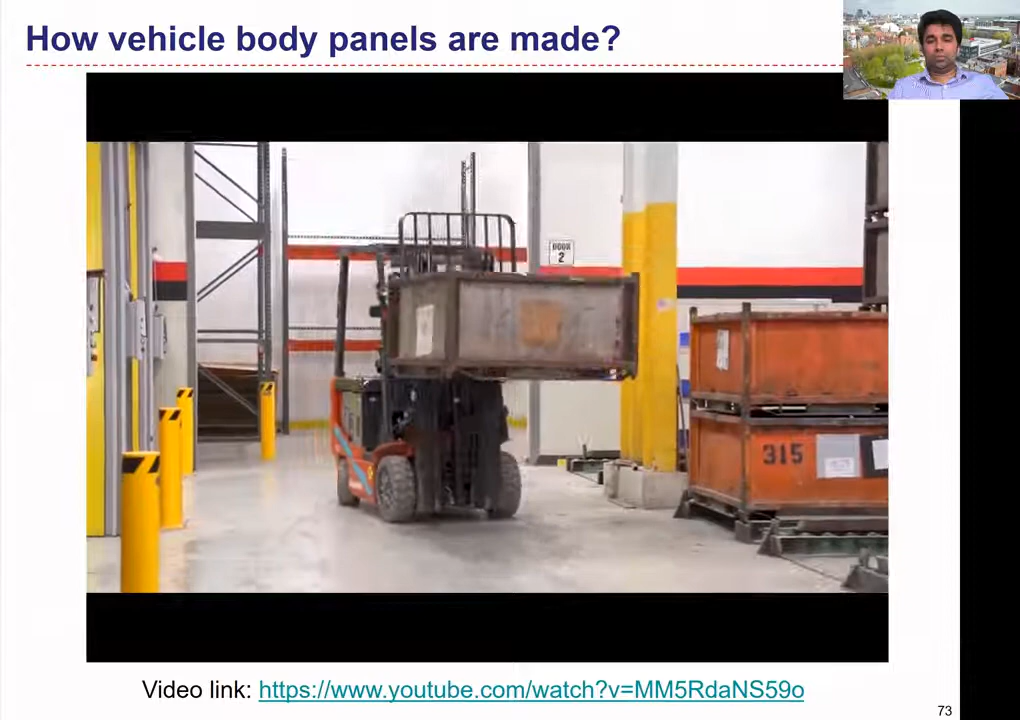 How vehicle body panels are made?
DOOR
2
315
Video link: https://www.youtube.com/watch?v=MM5RdaNS59o
73